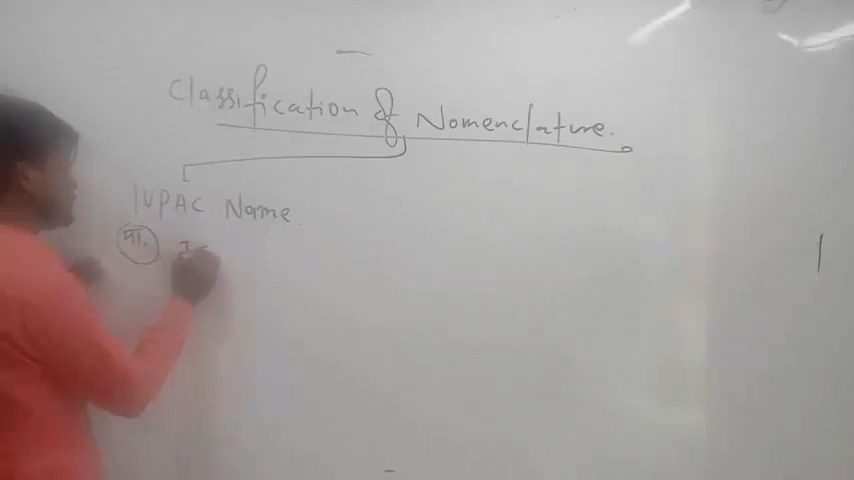 Classification of Nomenclature.
IUPAC Name.
मा.